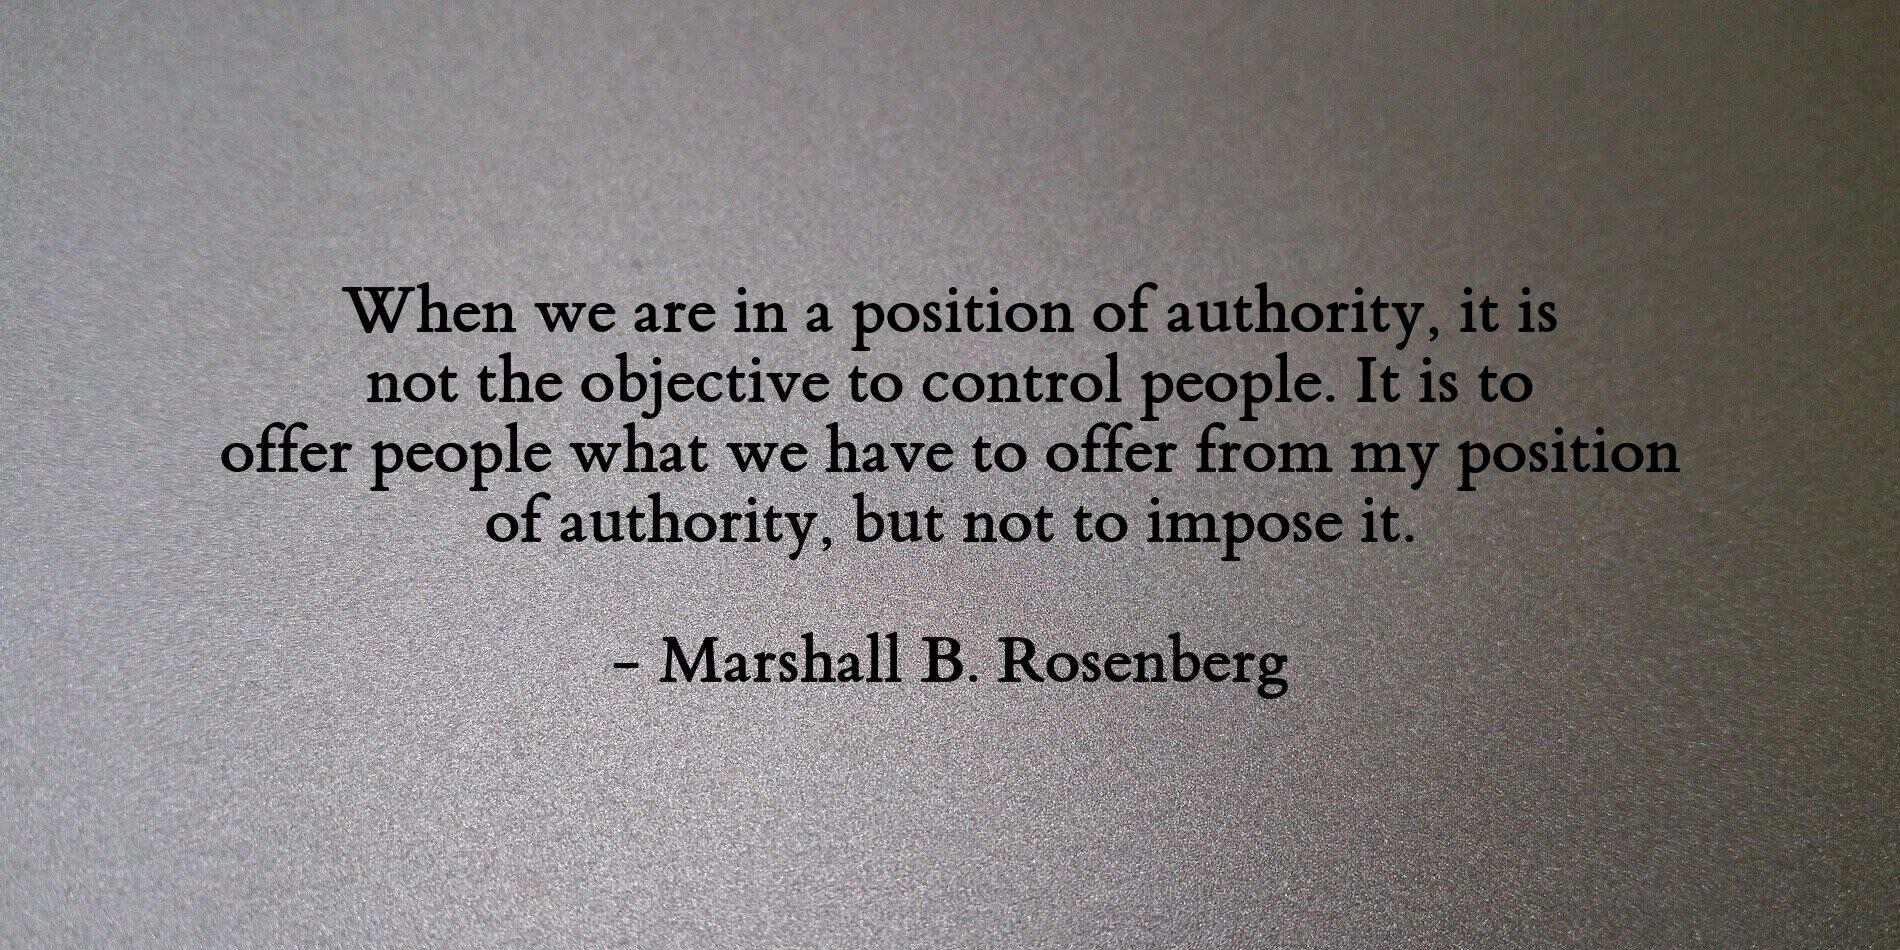 When we are in a position of authority, it is
not the objective to control people. It is to
offer people what we have to offer from my position
of authority, but not to impose it.
– Marshall B. Rosenberg